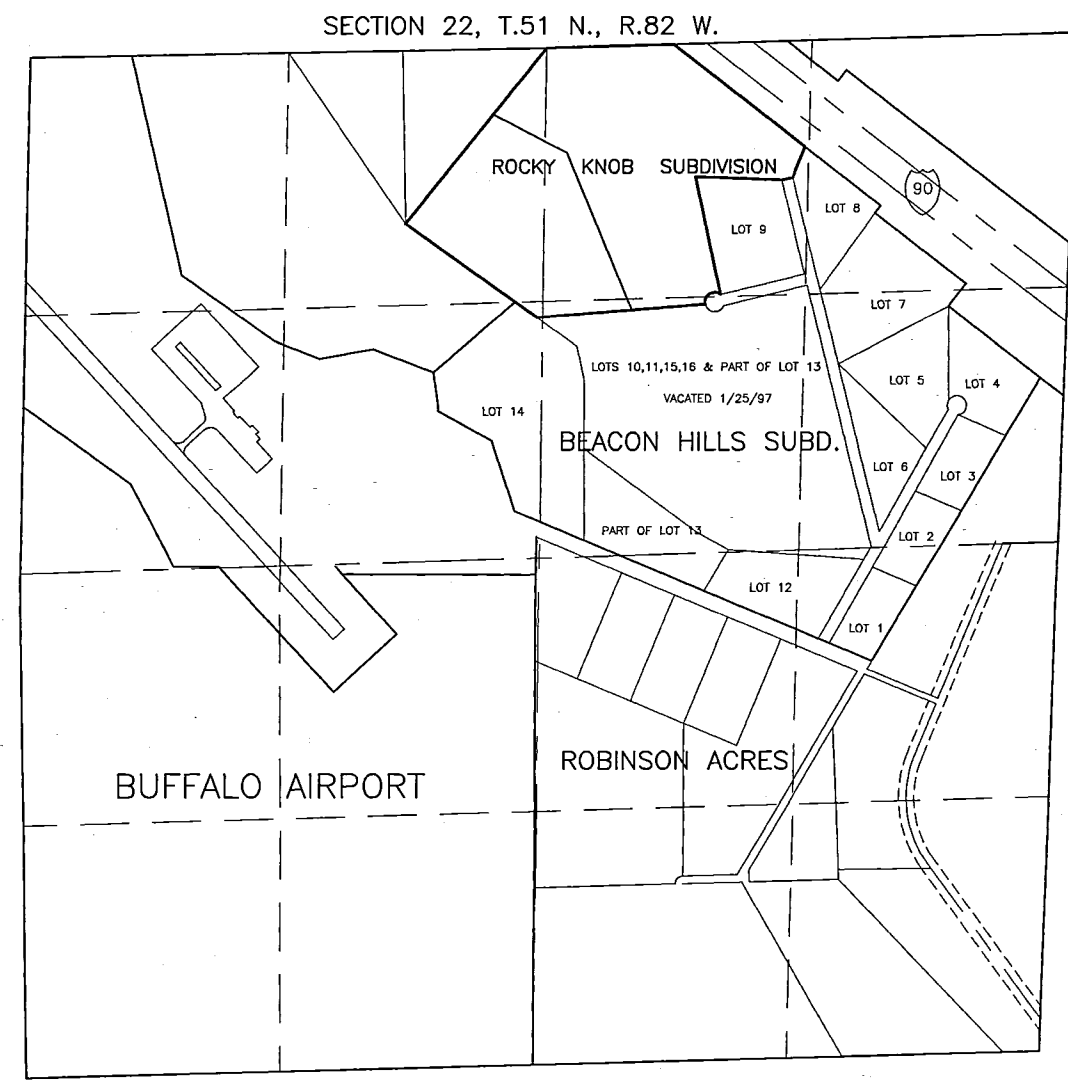 SECTION 22, T.51 N., R.82 W.
ROCKY KNOB SUBDIVISION
90
LOT 8
LOT 9
LOT 7
LOTS 10,11,15,16 & PART OF LOT 13
VACATED 1/25/97
LOT 5
LOT 4
LOT 14
BEACON HILLS SUBD.
LOT 6
LOT 3
PART OF LOT 13
LOT 2
LOT 12
LOT 1
ROBINSON ACRES
BUFFALO AIRPORT